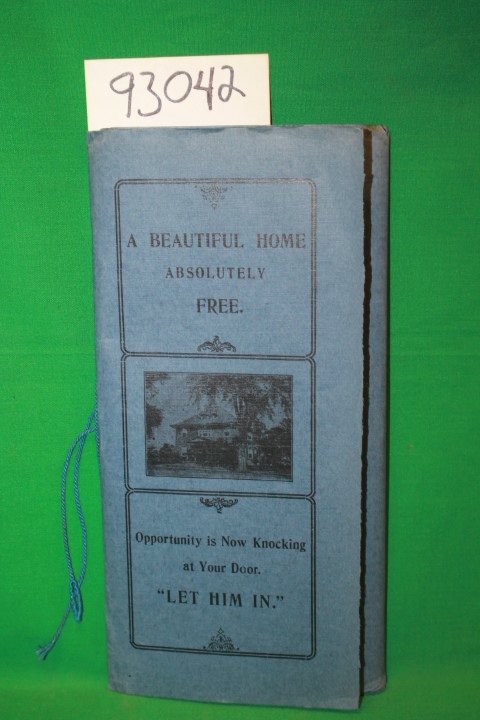 93042
A BEAUTIFUL HOME
ABSOLUTELY
FREE.
Opportunity is Now Knocking
at Your Door.
"LET HIM IN."